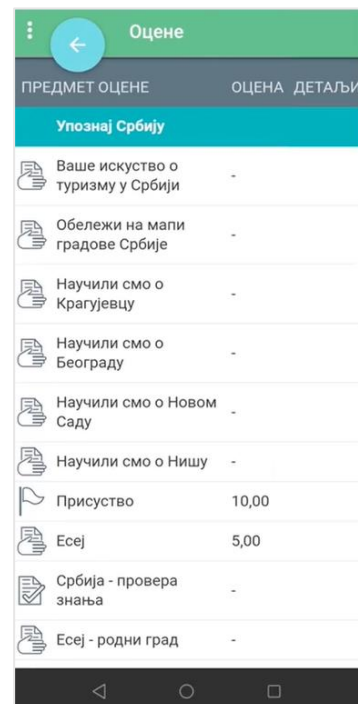 Оцене
ПРЕДМЕТ ОЦЕНЕ ОЦЕНА ДЕТАЉИ
Упознај Србију
Ваше искуство о
туризму у Србији -
Обележи на мапи
градове Србије -
Научили смо о
Крагујевцу -
Научили смо о
Београду -
Научили смо о Новом
Саду -
Научили смо о Нишу -
Присуство 10,00
Есеј 5,00
Србија - провера
знања -
Есеј - родни град -